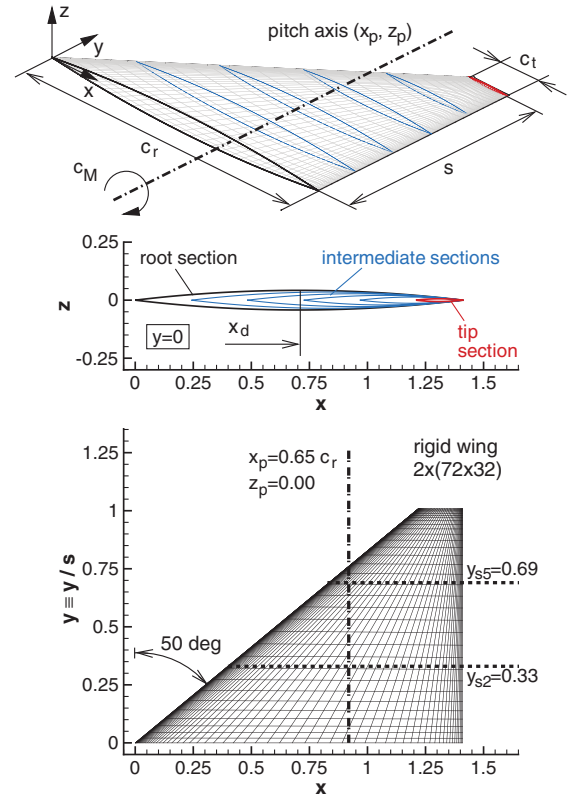 z
y
x
pitch axis (x_p, z_p)
c_t
c_r
c_M
s
0.25
0
-0.25
z
root section
intermediate sections
tip
section
y=0
x_d
0 0.25 0.5 0.75 1 1.25 1.5
x
1.25
1
0.75
0.5
0.25
0
y ≡ y / s
x_p=0.65 c_r
z_p=0.00
rigid wing
2x(72x32)
y_s5=0.69
50 deg
y_s2=0.33
0 0.25 0.5 0.75 1 1.25 1.5
x